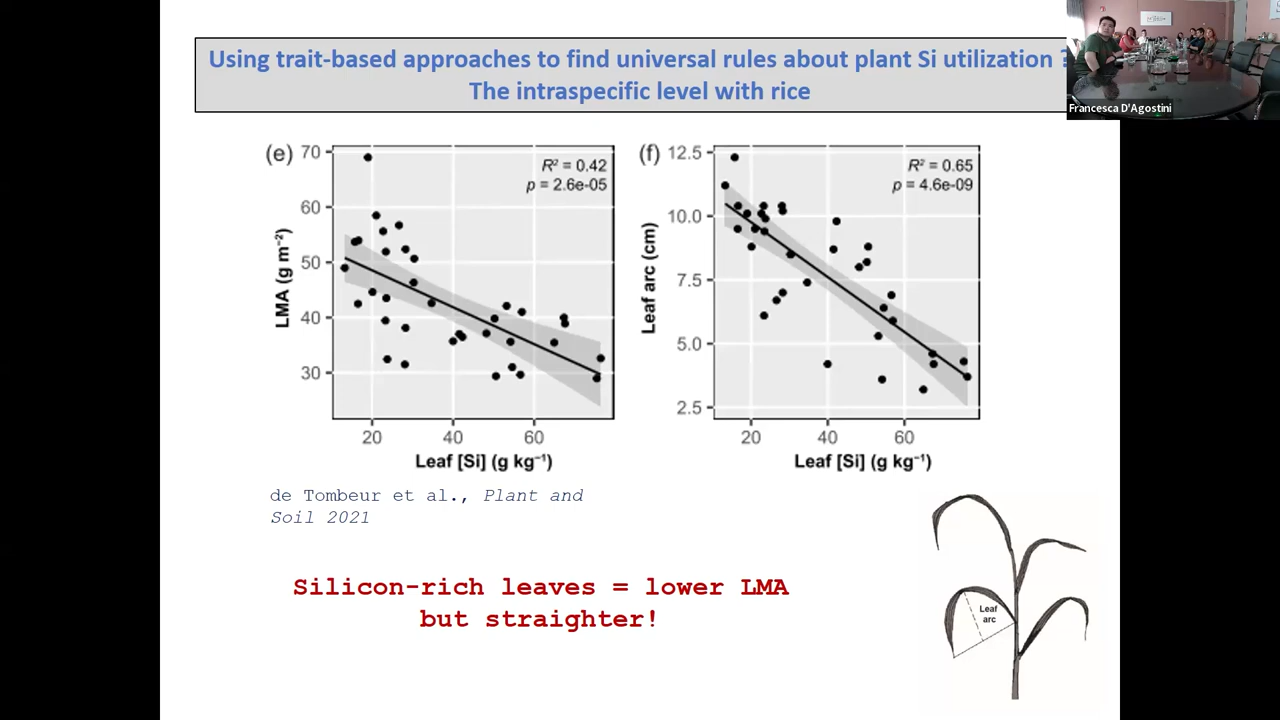 Using trait-based approaches to find universal rules about plant Si utilization ?
The intraspecific level with rice
Francesca D'Agostini
(e)
R² = 0.42
p = 2.6e-05
70
60
50
40
30
LMA (g m⁻²)
20 40 60
Leaf [Si] (g kg⁻¹)
(f)
R² = 0.65
p = 4.6e-09
12.5
10.0
7.5
5.0
2.5
Leaf arc (cm)
20 40 60
Leaf [Si] (g kg⁻¹)
de Tombeur et al., Plant and
Soil 2021
Silicon-rich leaves = lower LMA
but straighter!
Leaf
arc